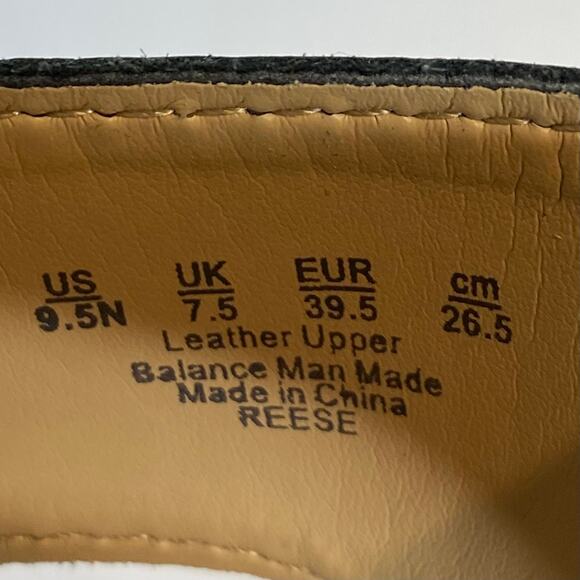 US UK EUR cm
9.5N 7.5 39.5 26.5
Leather Upper
Balance Man Made
Made in China
REESE